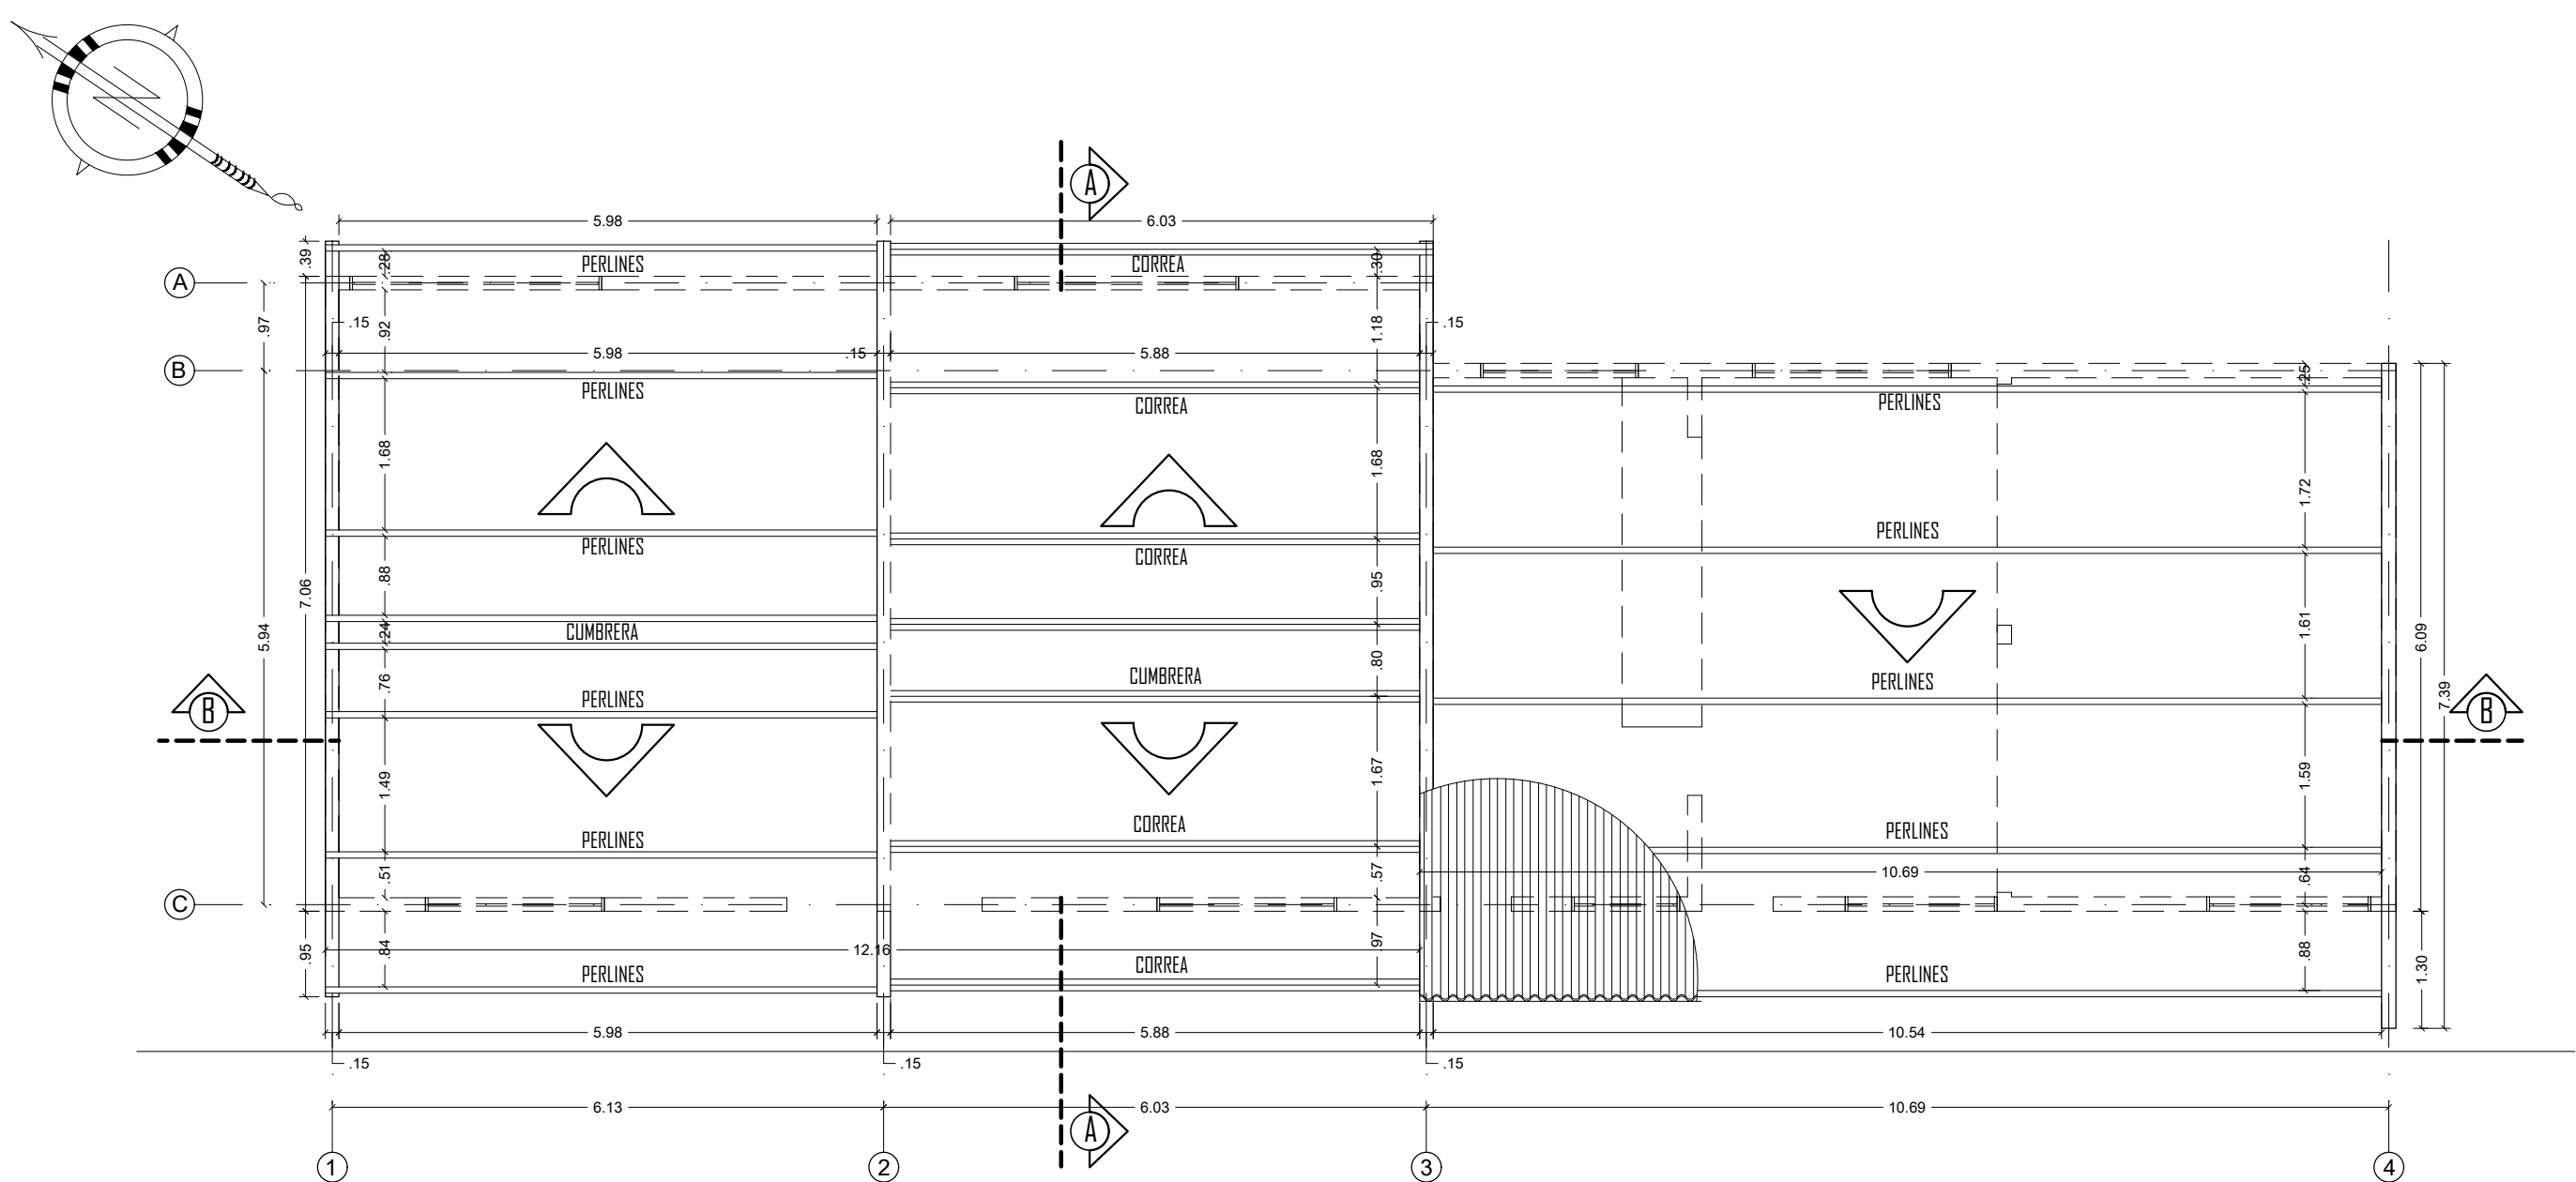 A
5.98
6.03
.39
.28
PERLINES
CORREA
.30
A
.97
.15
.92
1.18
.15
5.98
.15
5.88
B
.25
PERLINES
CORREA
PERLINES
1.68
1.68
1.72
PERLINES
CORREA
PERLINES
7.06
.88
.95
5.94
.24
CUMBRERA
1.61
6.09
.80
.76
CUMBRERA
PERLINES
7.39
PERLINES
B
B
1.49
1.67
1.59
CORREA
PERLINES
PERLINES
.51
.57
10.69
.64
C
.95
.84
12.16
.97
.88
1.30
PERLINES
CORREA
PERLINES
5.98
5.88
10.54
.15
.15
.15
6.13
6.03
10.69
A
1
2
3
4